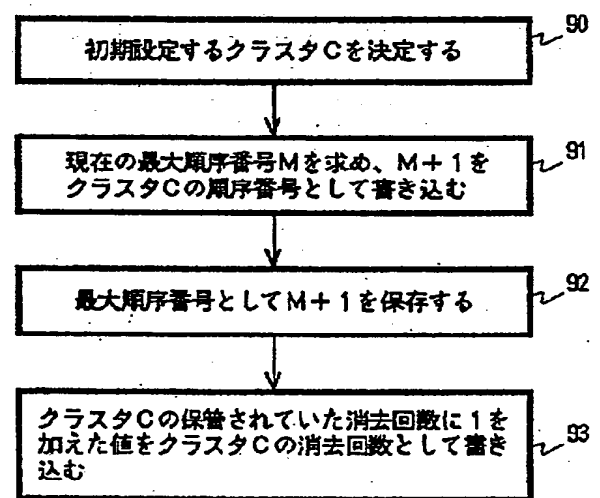 初期設定するクラスタCを決定する
90
現在の最大順序番号Mを求め、M+1を
クラスタCの順序番号として書き込む
91
最大順序番号としてM+1を保存する
92
クラスタCの保管されていた消去回数に1を
加えた値をクラスタCの消去回数として書き
込む
93